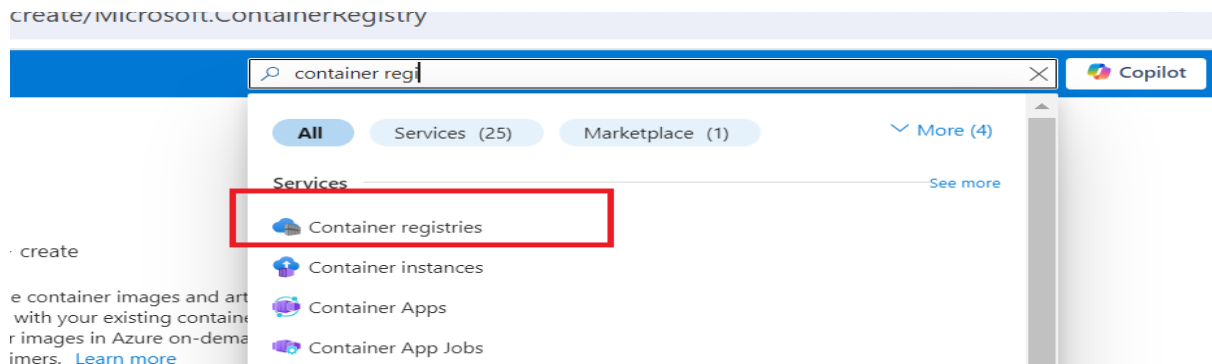 create/Microsoft.ContainerRegistry
container regi
Copilot
All
Services (25)
Marketplace (1)
More (4)
Services
See more
Container registries
create
Container instances
e container images and art
Container Apps
with your existing containe
r images in Azure on-dema
Container App Jobs
imers. Learn more